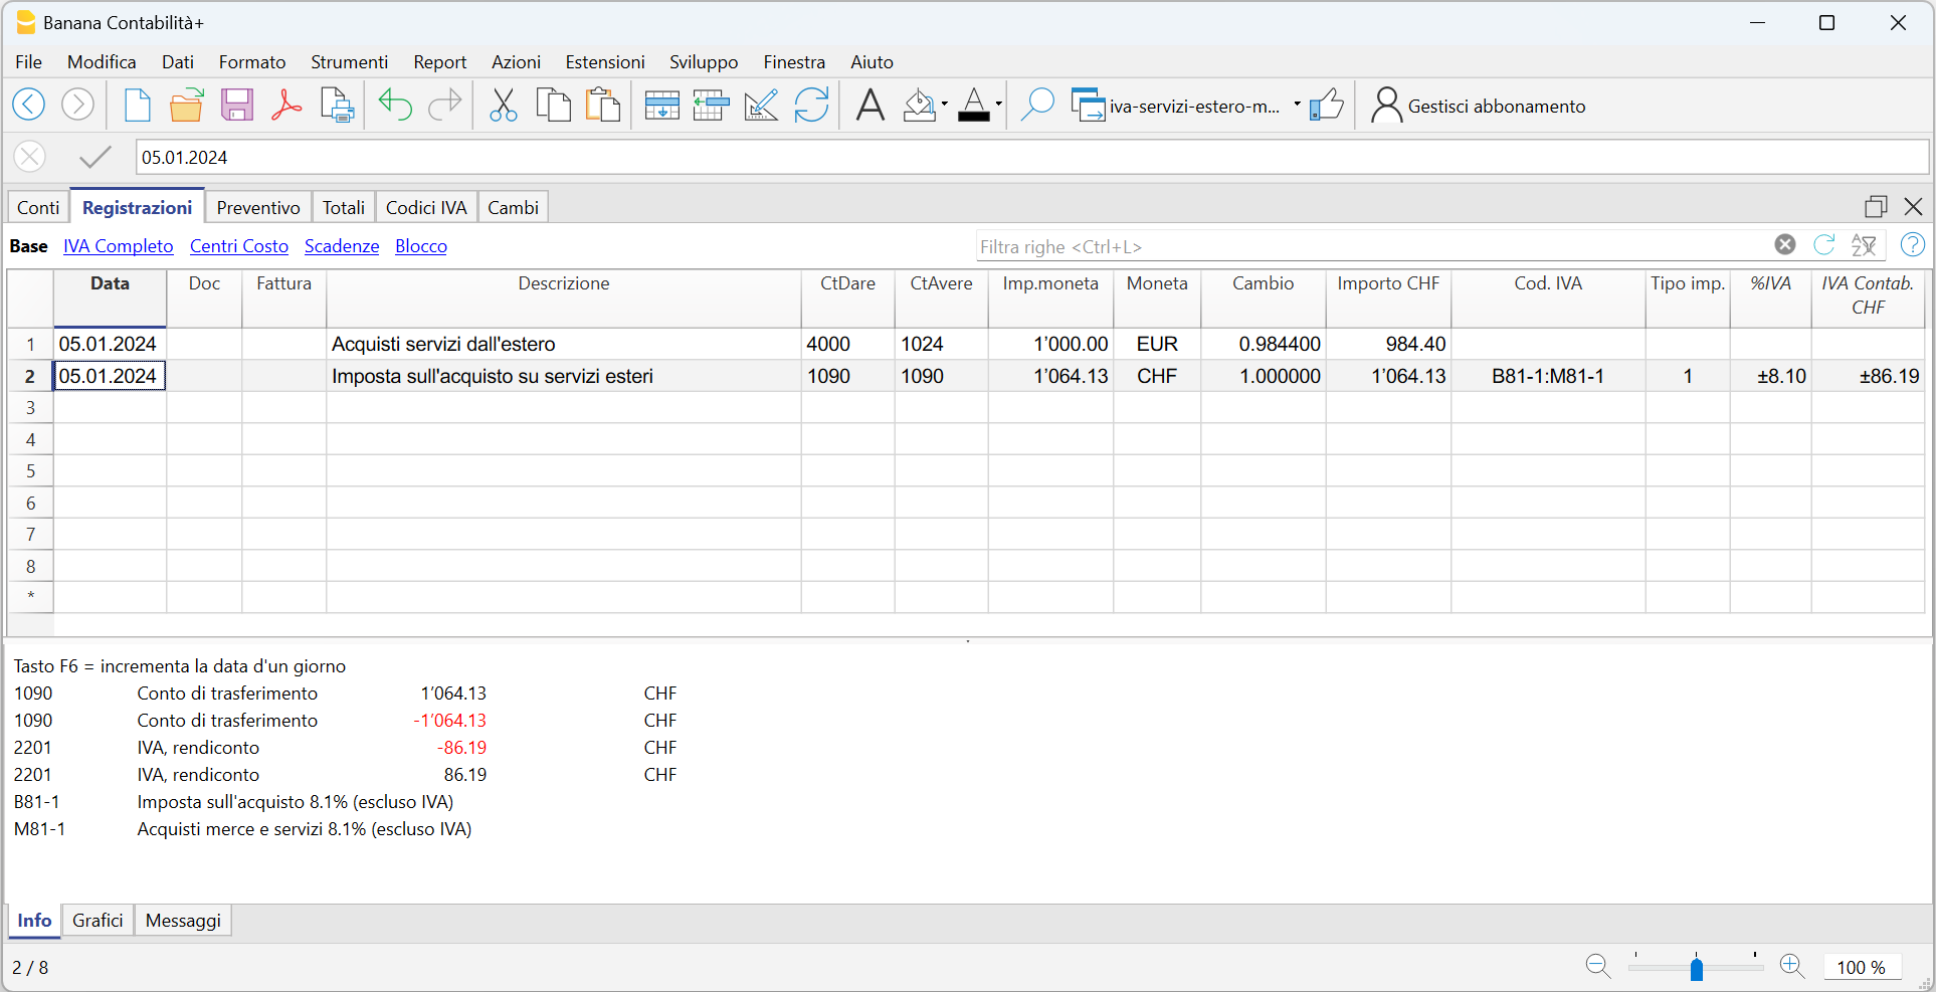 Banana Contabilità+
File Modifica Dati Formato Strumenti Report Azioni Estensioni Sviluppo Finestra Aiuto
iva-servizi-estero-m... Gestisci abbonamento
05.01.2024
Conti Registrazioni Preventivo Totali Codici IVA Cambi
Base IVA Completo Centri Costo Scadenze Blocco Filtra righe <Ctrl+L>
Data Doc Fattura Descrizione CtDare CtAvere Imp.moneta Moneta Cambio Importo CHF Cod. IVA Tipo imp. %IVA IVA Contab. CHF
1 05.01.2024 Acquisti servizi dall'estero 4000 1024 1'000.00 EUR 0.984400 984.40
2 05.01.2024 Imposta sull'acquisto su servizi esteri 1090 1090 1'064.13 CHF 1.000000 1'064.13 B81-1:M81-1 1 ±8.10 ±86.19
3
4
5
6
7
8
*
Tasto F6 = incrementa la data d'un giorno
1090 Conto di trasferimento 1'064.13 CHF
1090 Conto di trasferimento -1'064.13 CHF
2201 IVA, rendiconto -86.19 CHF
2201 IVA, rendiconto 86.19 CHF
B81-1 Imposta sull'acquisto 8.1% (escluso IVA)
M81-1 Acquisti merce e servizi 8.1% (escluso IVA)
Info Grafici Messaggi
2 / 8 100 %